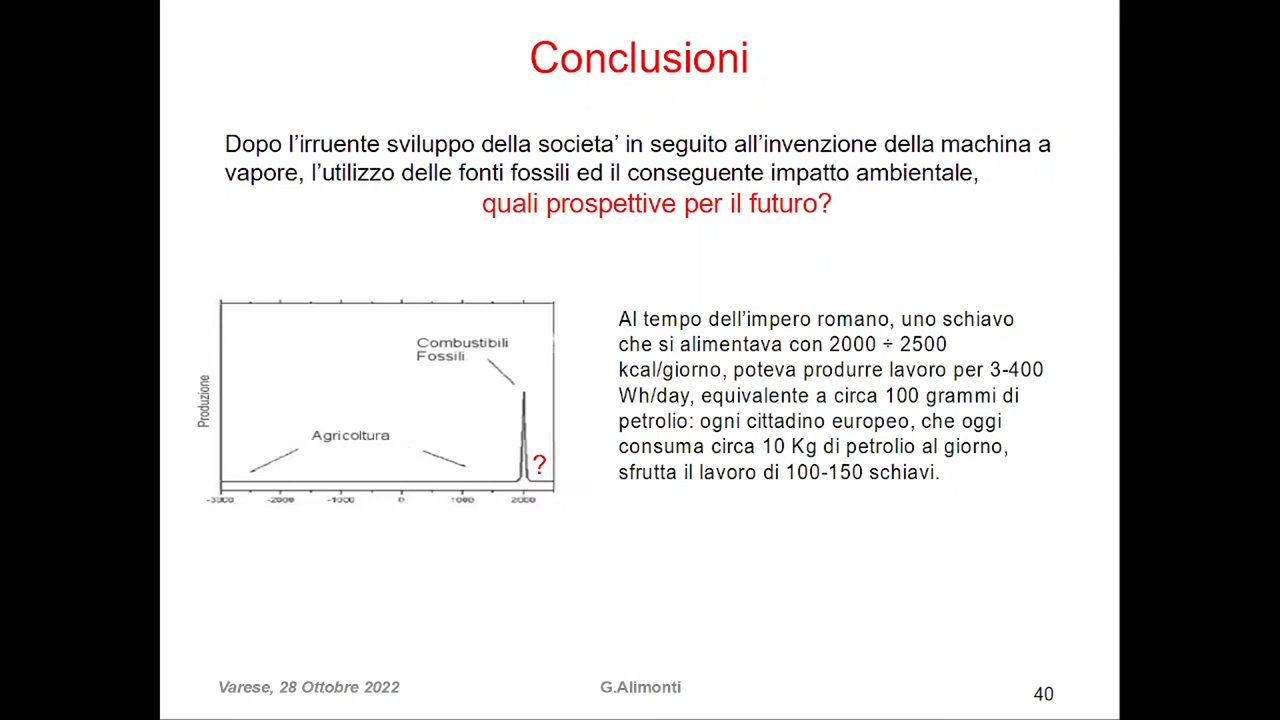 Conclusioni
Dopo l’irruente sviluppo della societa’ in seguito all’invenzione della machina a
vapore, l’utilizzo delle fonti fossili ed il conseguente impatto ambientale,
quali prospettive per il futuro?
Produzione
Combustibili
Fossili
Agricoltura
?
-3000 -2000 -1000 0 1000 2000
Al tempo dell’impero romano, uno schiavo
che si alimentava con 2000 ÷ 2500
kcal/giorno, poteva produrre lavoro per 3-400
Wh/day, equivalente a circa 100 grammi di
petrolio: ogni cittadino europeo, che oggi
consuma circa 10 Kg di petrolio al giorno,
sfrutta il lavoro di 100-150 schiavi.
Varese, 28 Ottobre 2022
G.Alimonti
40